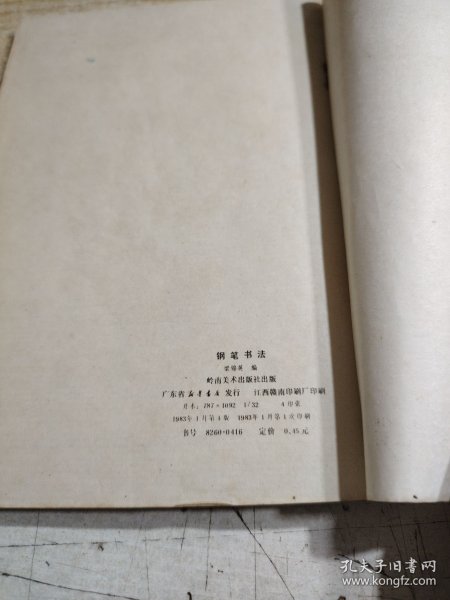 钢笔书法
梁锦英 编
岭南美术出版社出版
广东省新华书店发行 江西赣南印刷厂印刷
开本：787×1092 1/32 4印张
1983年1月第1版 1983年1月第1次印刷
书号 8260·0416 定价 0.45元
孔夫子旧书网
www.kongfz.com